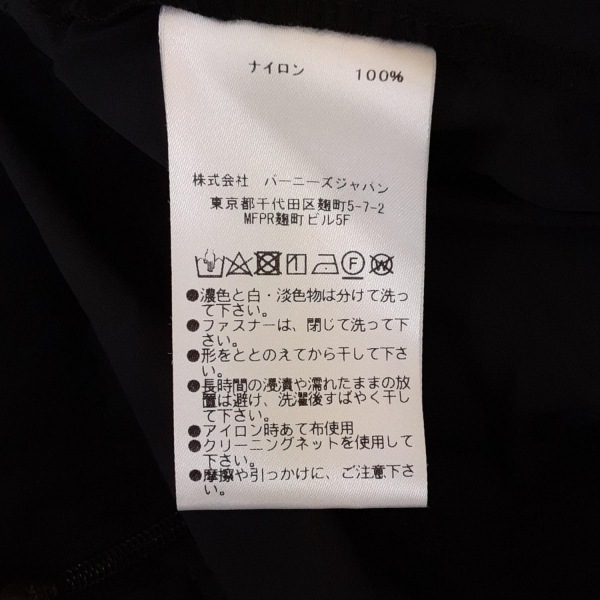 ナイロン 100%
株式会社 バーニーズジャパン
東京都千代田区麹町5-7-2
MFPR麹町ビル5F
F W
●濃色と白・淡色物は分けて洗っ
て下さい。
●ファスナーは、閉じて洗って下
さい。
●形をととのえてから干して下さ
い。
●長時間の浸漬や濡れたままの放
置は避け、洗濯後すばやく干し
て下さい。
●アイロン時あて布使用
●クリーニングネットを使用して
下さい。
●摩擦や引っかけに、ご注意下さ
い。